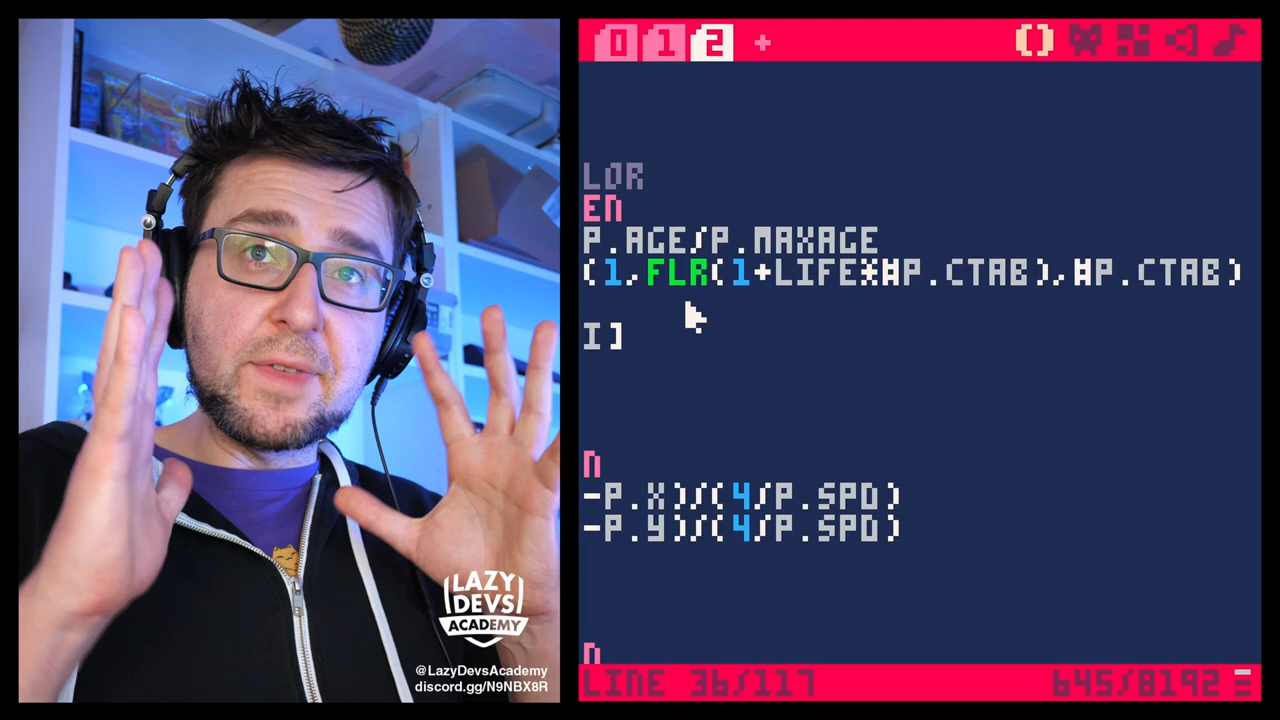 LAZY
DEVS
ACADEMY
@LazyDevsAcademy
discord.gg/N9NBX8R
0 1 2 +
LOR
EN
P.AGE/P.MAXAGE
(1,FLR(1+LIFE*#P.CTAB),#P.CTAB)
I]
N
-P.X)/(4/P.SPD)
-P.Y)/(4/P.SPD)
N
LINE 36/117
645/8192